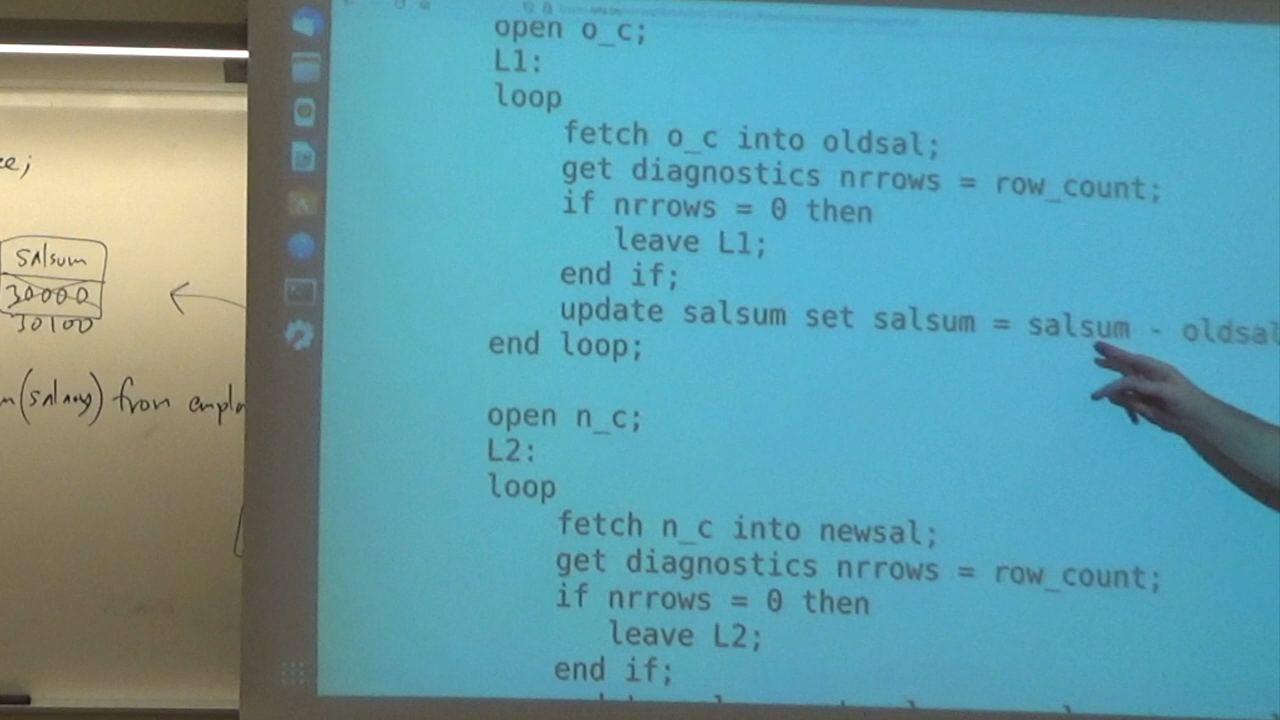 open o_c;
L1:
loop
fetch o_c into oldsal;
get diagnostics nrrows = row_count;
if nrrows = 0 then
leave L1;
end if;
update salsum set salsum = salsum - oldsal
end loop;
open n_c;
L2:
loop
fetch n_c into newsal;
get diagnostics nrrows = row_count;
if nrrows = 0 then
leave L2;
end if;
salsum
30000
30100
(salary) from